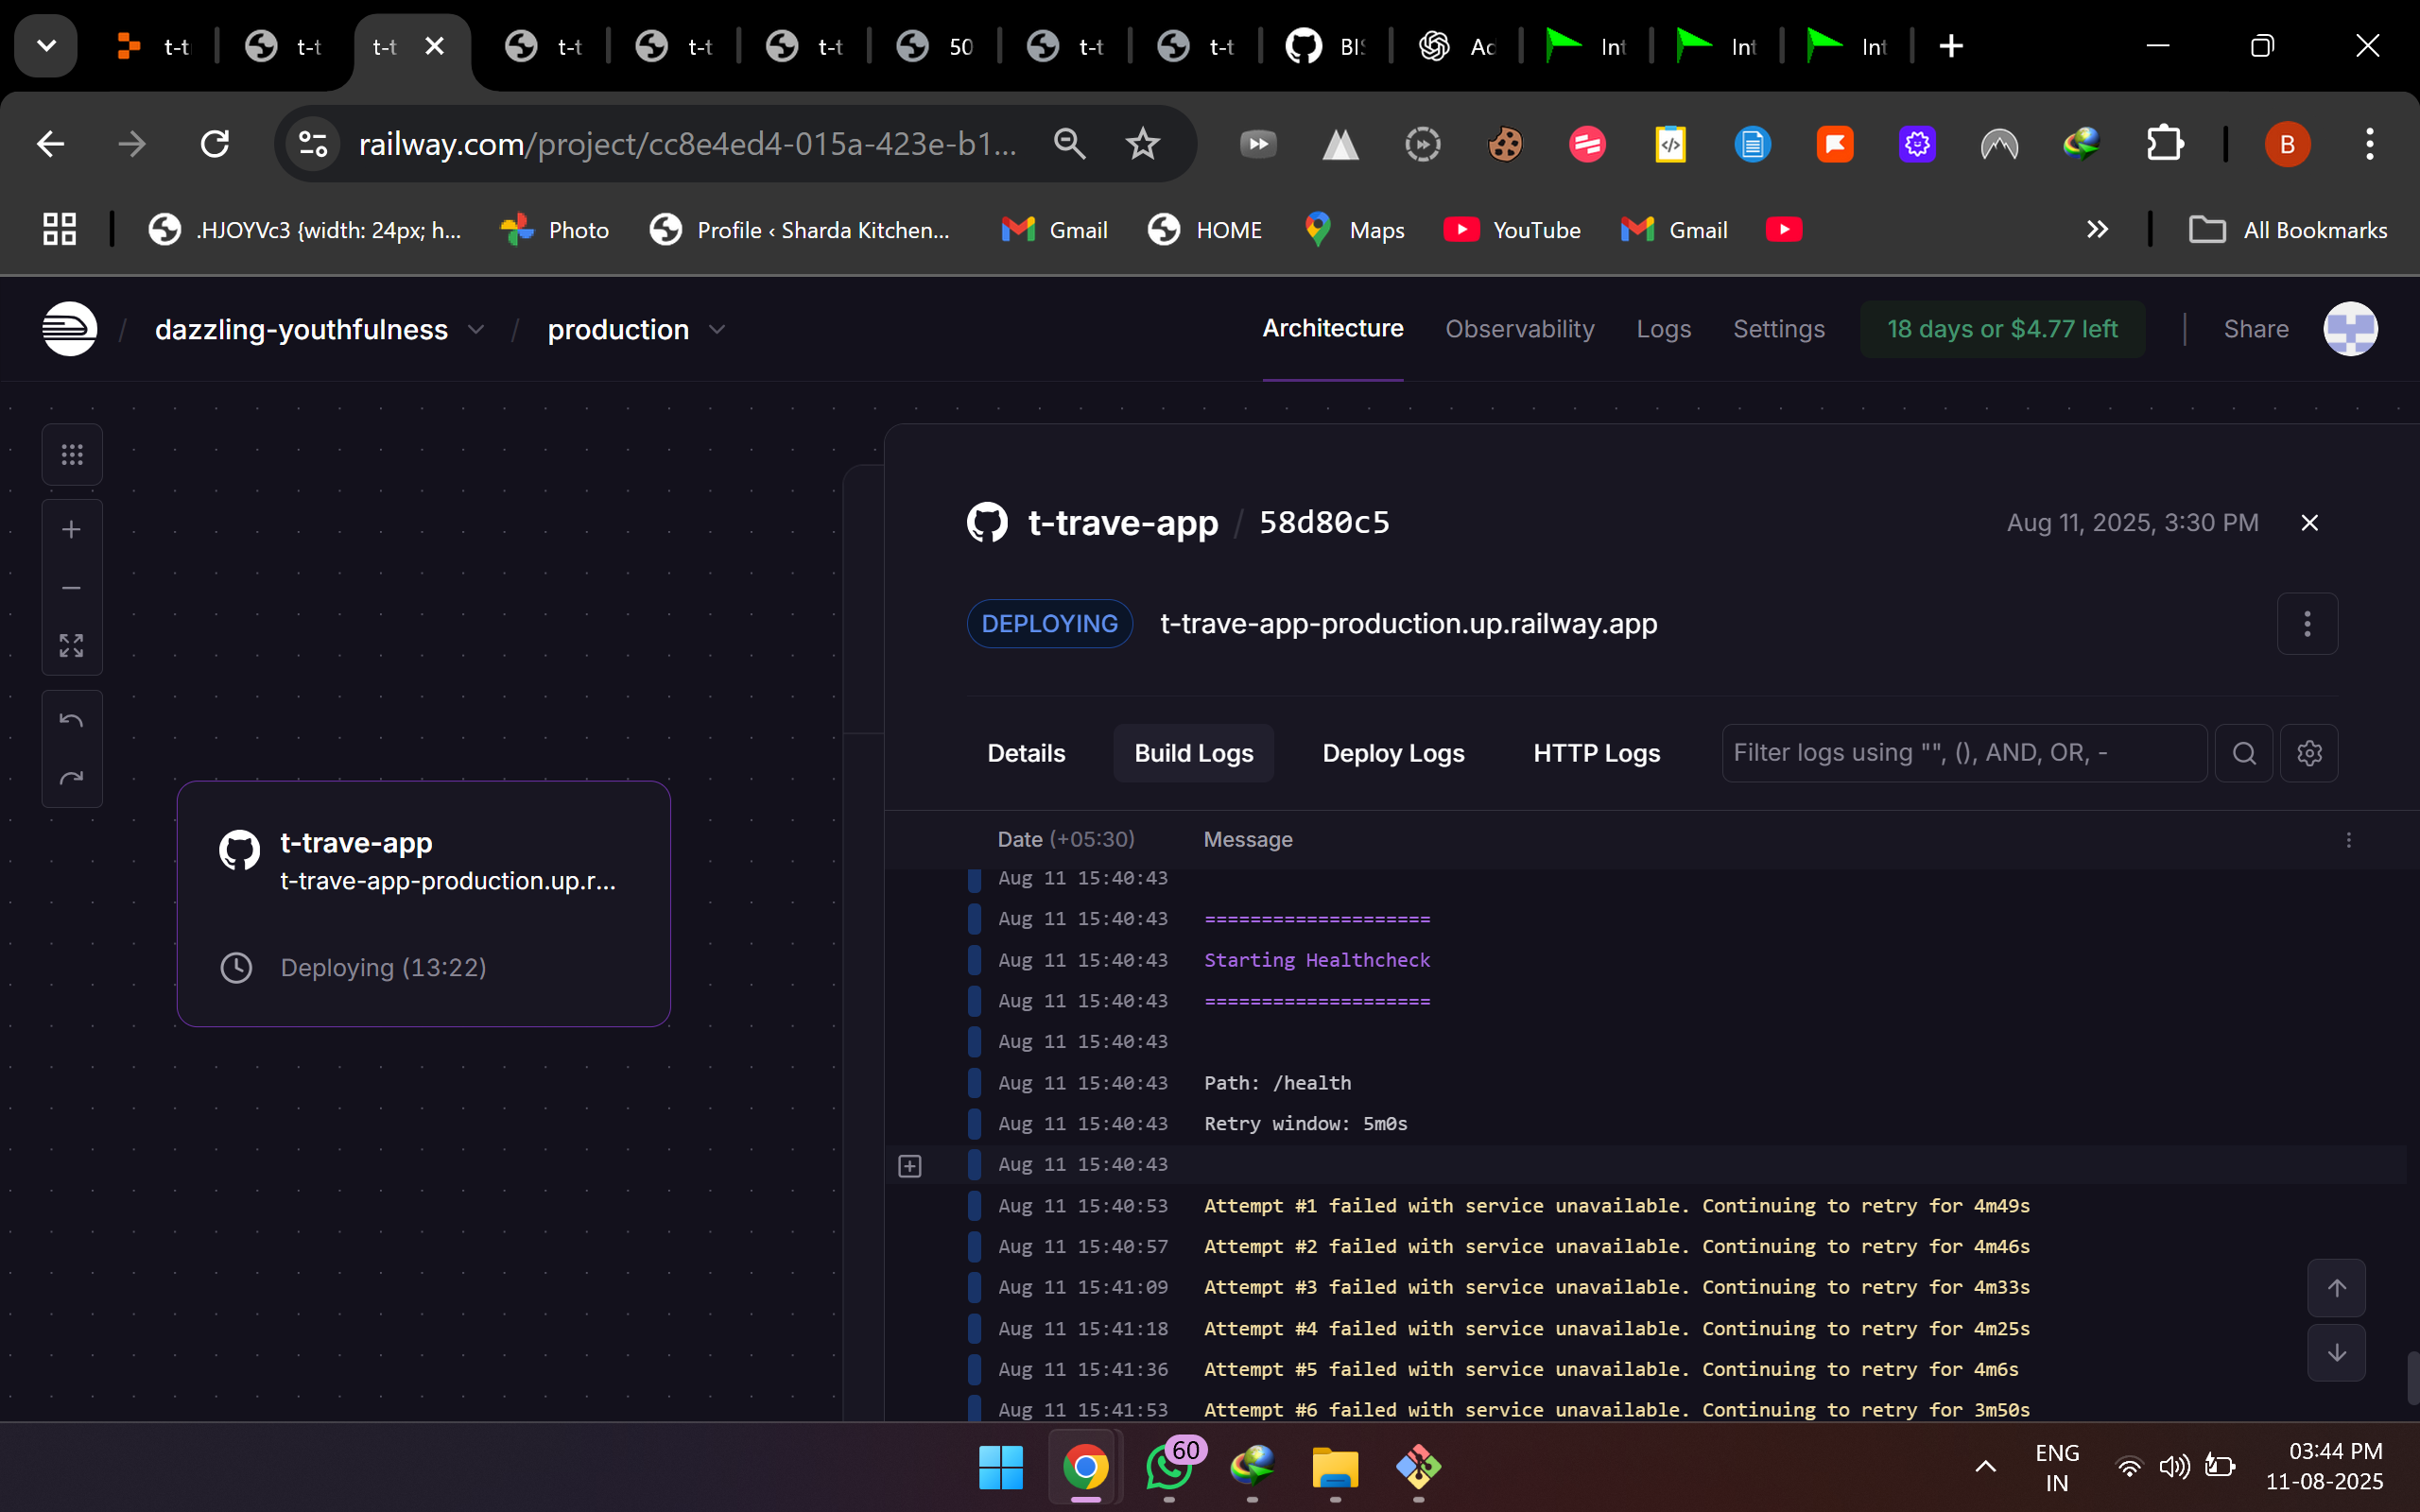 t-t
t-t
t-t
t-t
t-t
t-t
50
t-t
t-t
BIS
Ad
Int
Int
Int
railway.com/project/cc8e4ed4-015a-423e-b1...
B
.HJOYVc3 {width: 24px; h...
Photo
Profile ‹ Sharda Kitchen...
Gmail
HOME
Maps
YouTube
Gmail
All Bookmarks
/ dazzling-youthfulness / production
Architecture
Observability
Logs
Settings
18 days or $4.77 left
Share
t-trave-app
t-trave-app-production.up.r...
Deploying (13:22)
t-trave-app / 58d80c5
Aug 11, 2025, 3:30 PM
DEPLOYING t-trave-app-production.up.railway.app
Details
Build Logs
Deploy Logs
HTTP Logs
Filter logs using "", (), AND, OR, -
Date (+05:30) Message
Aug 11 15:40:43
Aug 11 15:40:43 ====================
Aug 11 15:40:43 Starting Healthcheck
Aug 11 15:40:43 ====================
Aug 11 15:40:43
Aug 11 15:40:43 Path: /health
Aug 11 15:40:43 Retry window: 5m0s
Aug 11 15:40:43
Aug 11 15:40:53 Attempt #1 failed with service unavailable. Continuing to retry for 4m49s
Aug 11 15:40:57 Attempt #2 failed with service unavailable. Continuing to retry for 4m46s
Aug 11 15:41:09 Attempt #3 failed with service unavailable. Continuing to retry for 4m33s
Aug 11 15:41:18 Attempt #4 failed with service unavailable. Continuing to retry for 4m25s
Aug 11 15:41:36 Attempt #5 failed with service unavailable. Continuing to retry for 4m6s
Aug 11 15:41:53 Attempt #6 failed with service unavailable. Continuing to retry for 3m50s
60
ENG
IN
03:44 PM
11-08-2025